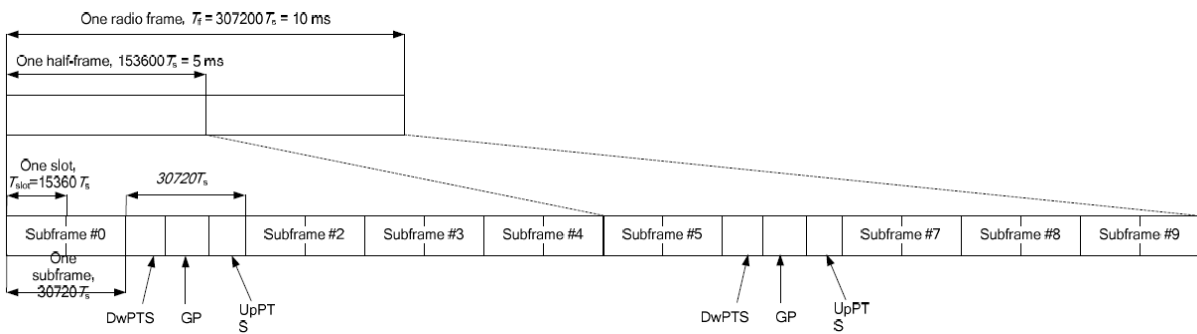 One radio frame, Tf = 307200Ts = 10 ms
One half-frame, 153600Ts = 5 ms
One slot,
Tslot=15360Ts
30720Ts
Subframe #0
Subframe #2
Subframe #3
Subframe #4
Subframe #5
Subframe #7
Subframe #8
Subframe #9
One
subframe,
30720Ts
DwPTS
GP
UpPT
S
DwPTS
GP
UpPT
S